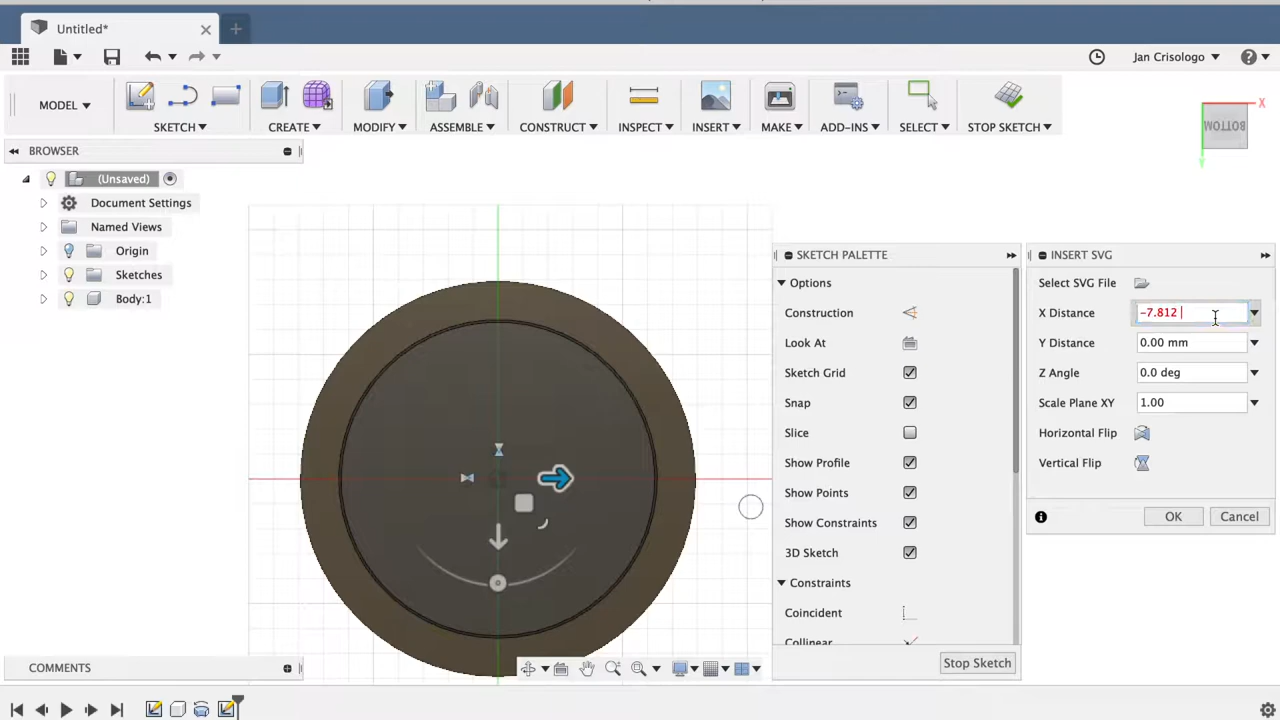 Untitled*
Jan Crisologo
MODEL
SKETCH
CREATE
MODIFY
ASSEMBLE
CONSTRUCT
INSPECT
INSERT
MAKE
ADD-INS
SELECT
STOP SKETCH
X
BOTTOM
Y
BROWSER
(Unsaved)
Document Settings
Named Views
Origin
Sketches
Body:1
SKETCH PALETTE
Options
Construction
Look At
Sketch Grid
Snap
Slice
Show Profile
Show Points
Show Constraints
3D Sketch
Constraints
Coincident
Collinear
Stop Sketch
INSERT SVG
Select SVG File
X Distance -7.812
Y Distance 0.00 mm
Z Angle 0.0 deg
Scale Plane XY 1.00
Horizontal Flip
Vertical Flip
OK Cancel
COMMENTS